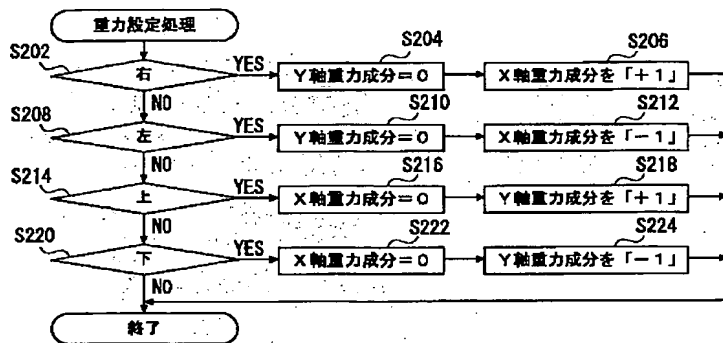 重力設定処理
S202
右
YES
S204
Y軸重力成分=0
S206
X軸重力成分を「+1」
NO
S208
左
YES
S210
Y軸重力成分=0
S212
X軸重力成分を「-1」
NO
S214
上
YES
S216
X軸重力成分=0
S218
Y軸重力成分を「+1」
NO
S220
下
YES
S222
X軸重力成分=0
S224
Y軸重力成分を「-1」
NO
終了